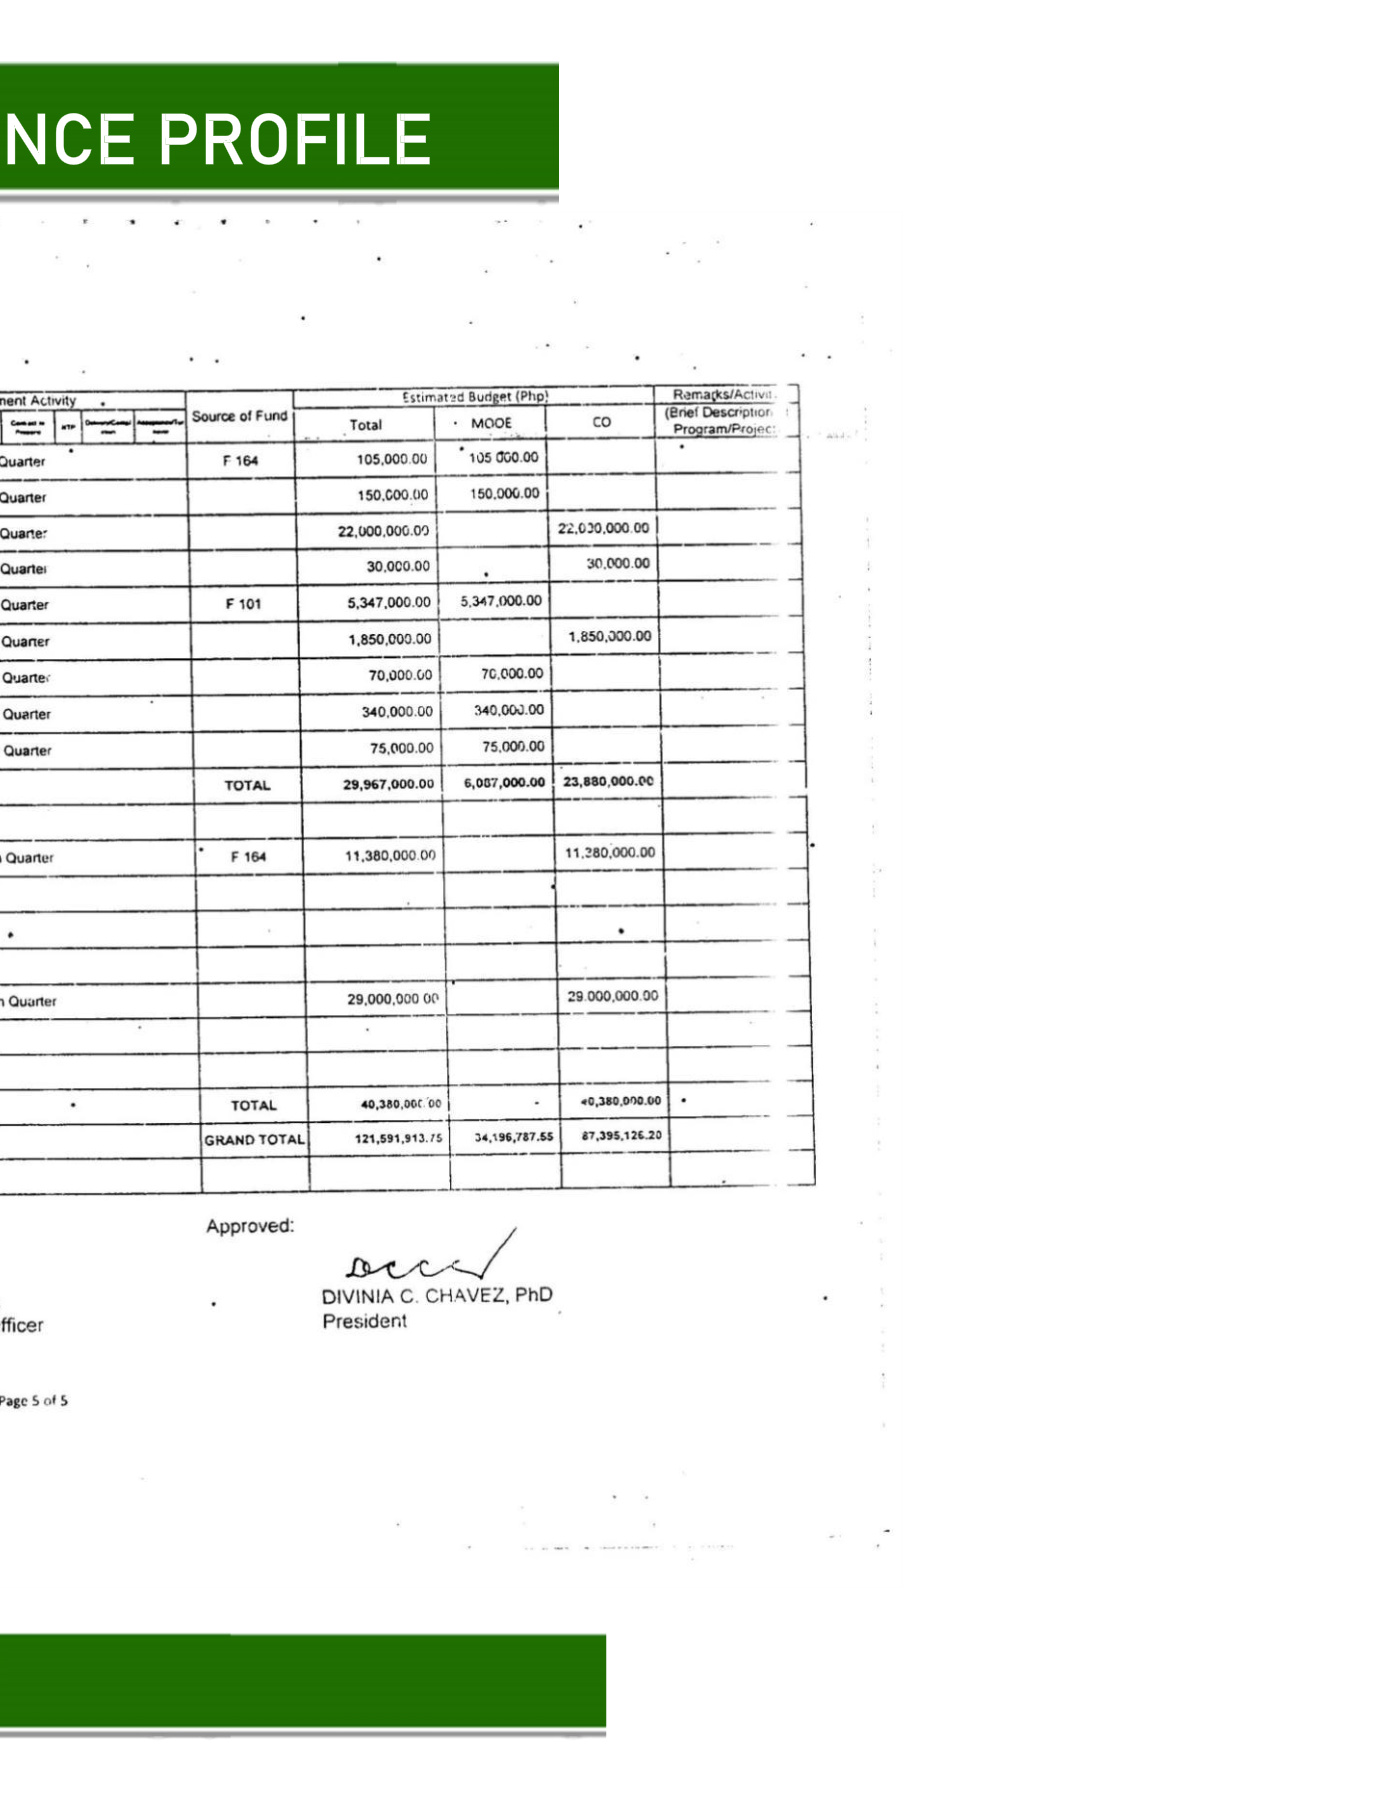 NCE PROFILE
nent Activity Source of Fund Estimated Budget (Php) Remarks/Activit
NTP Total MOOE CO (Brief Description
Program/Projec
Quarter F 164 105,000.00 105 000.00
Quarter 150,000.00 150,000.00
Quarter 22,000,000.00 22,000,000.00
Quarter 30,000.00 30,000.00
Quarter F 101 5,347,000.00 5,347,000.00
Quarter 1,850,000.00 1,850,000.00
Quarter 70,000.00 70,000.00
Quarter 340,000.00 340,000.00
Quarter 75,000.00 75,000.00
TOTAL 29,967,000.00 6,087,000.00 23,880,000.00
Quarter F 164 11,380,000.00 11,380,000.00
n Quarter 29,000,000 00 29.000,000.00
TOTAL 40,380,000.00 - 40,380,000.00
GRAND TOTAL 121,591,913.75 34,196,787.55 87,395,126.20
Approved:
DIVINIA C. CHAVEZ, PhD
fficer President
Page 5 of 5